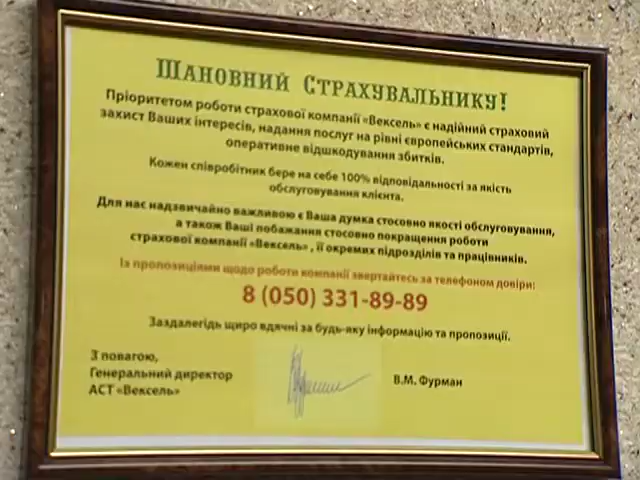 Шановний Страхувальнику!
Пріоритетом роботи страхової компанії «Вексель» є надійний страховий
захист Ваших інтересів, надання послуг на рівні європейських стандартів,
оперативне відшкодування збитків.
Кожен співробітник бере на себе 100% відповідальності за якість
обслуговування клієнта.
Для нас надзвичайно важливою є Ваша думка стосовно якості обслуговування,
а також Ваші побажання стосовно покращення роботи
страхової компанії «Вексель» , її окремих підрозділів та працівників.
Із пропозиціями щодо роботи компанії звертайтесь за телефоном довіри:
8 (050) 331-89-89
Заздалегідь щиро вдячні за будь-яку інформацію та пропозиції.
З повагою,
Генеральний директор
АСТ «Вексель»
В.М. Фурман